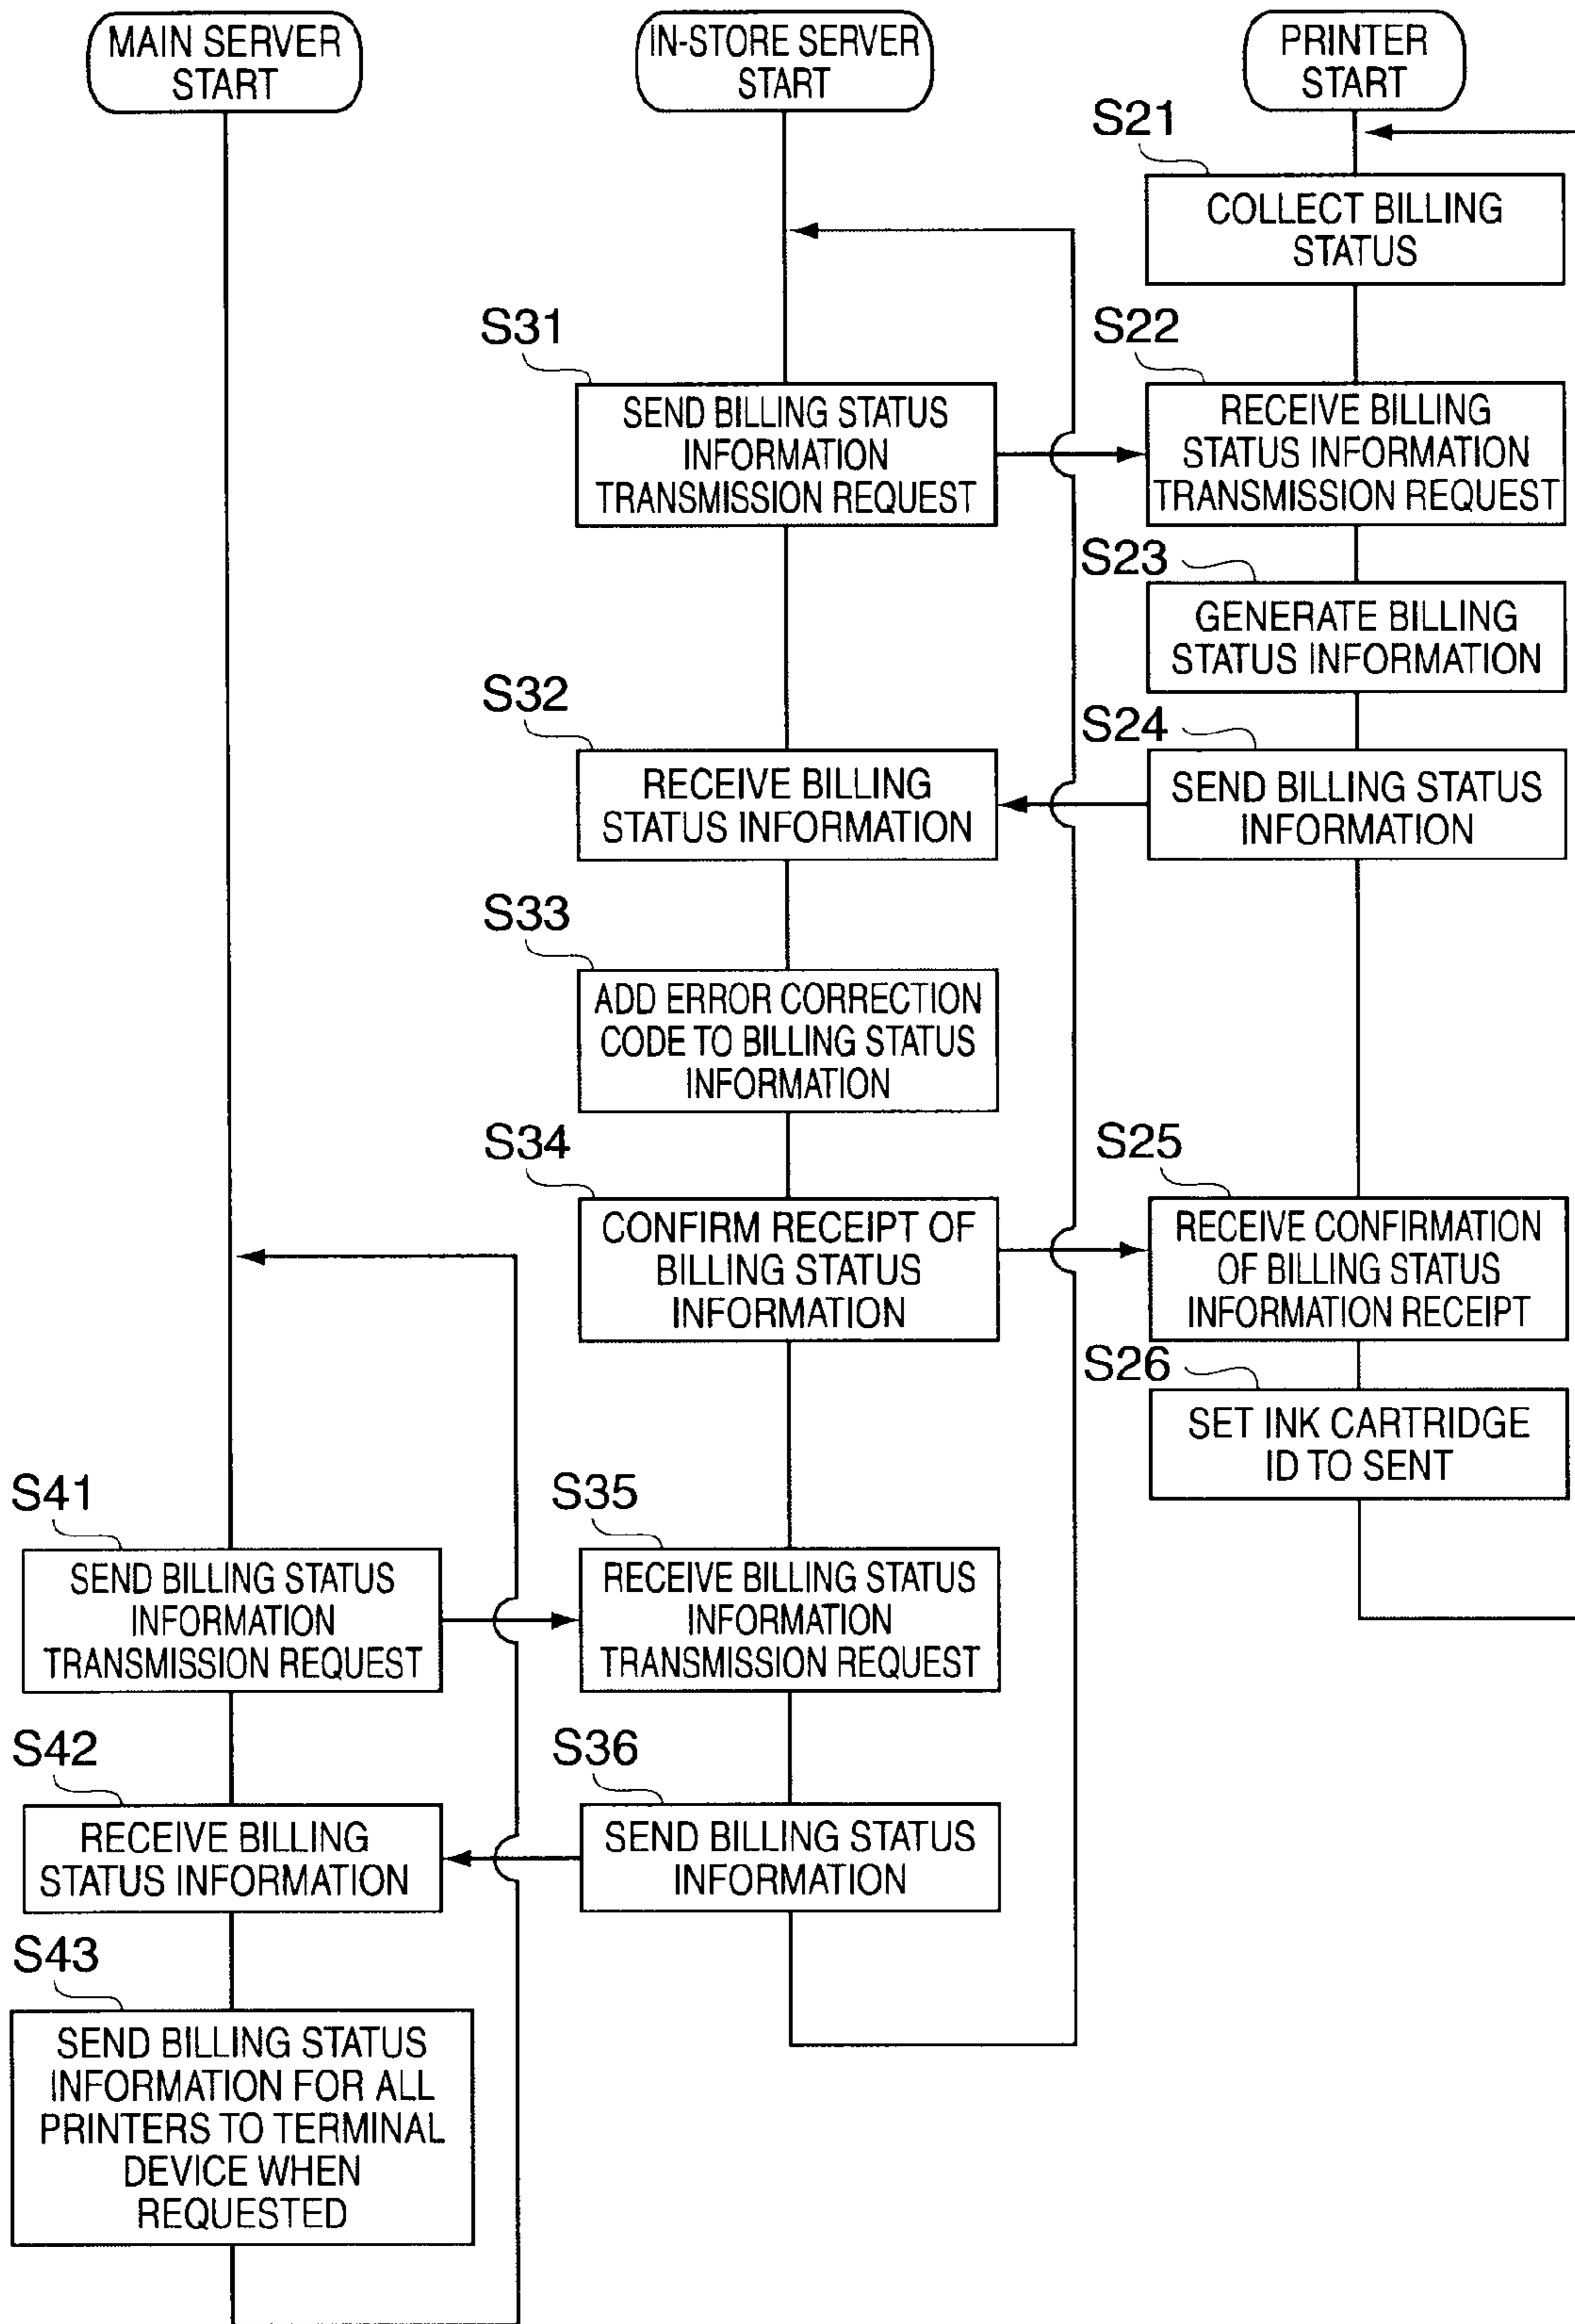 MAIN SERVER
START
IN-STORE SERVER
START
PRINTER
START
S21
COLLECT BILLING
STATUS
S31
SEND BILLING STATUS
INFORMATION
TRANSMISSION REQUEST
S22
RECEIVE BILLING
STATUS INFORMATION
TRANSMISSION REQUEST
S23
GENERATE BILLING
STATUS INFORMATION
S32
RECEIVE BILLING
STATUS INFORMATION
S24
SEND BILLING STATUS
INFORMATION
S33
ADD ERROR CORRECTION
CODE TO BILLING STATUS
INFORMATION
S34
CONFIRM RECEIPT OF
BILLING STATUS
INFORMATION
S25
RECEIVE CONFIRMATION
OF BILLING STATUS
INFORMATION RECEIPT
S26
SET INK CARTRIDGE
ID TO SENT
S41
SEND BILLING STATUS
INFORMATION
TRANSMISSION REQUEST
S35
RECEIVE BILLING STATUS
INFORMATION
TRANSMISSION REQUEST
S42
RECEIVE BILLING
STATUS INFORMATION
S36
SEND BILLING STATUS
INFORMATION
S43
SEND BILLING STATUS
INFORMATION FOR ALL
PRINTERS TO TERMINAL
DEVICE WHEN
REQUESTED